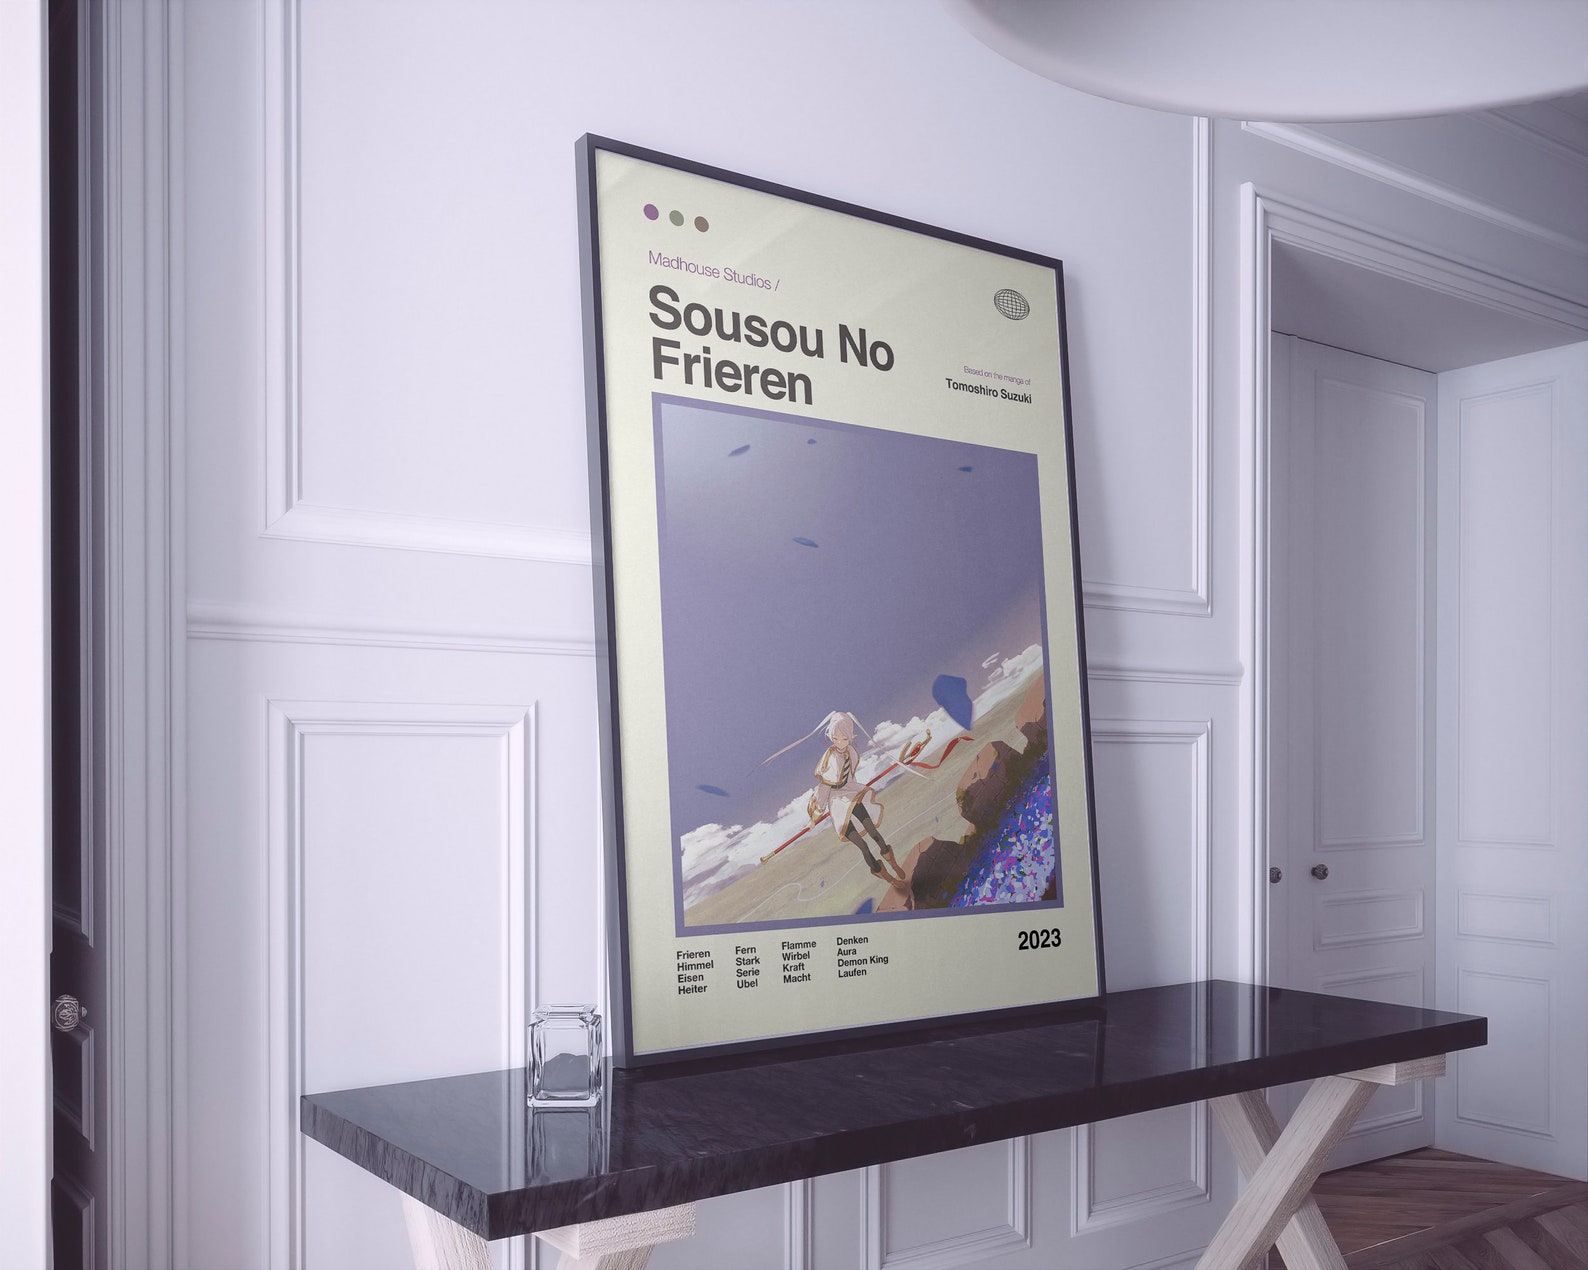 Madhouse Studios /
Sousou No
Frieren
Based on the manga of
Tomoshiro Suzuki
Frieren
Himmel
Eisen
Heiter
Fern
Stark
Serie
Ubel
Flamme
Wirbel
Kraft
Macht
Denken
Aura
Demon King
Laufen
2023